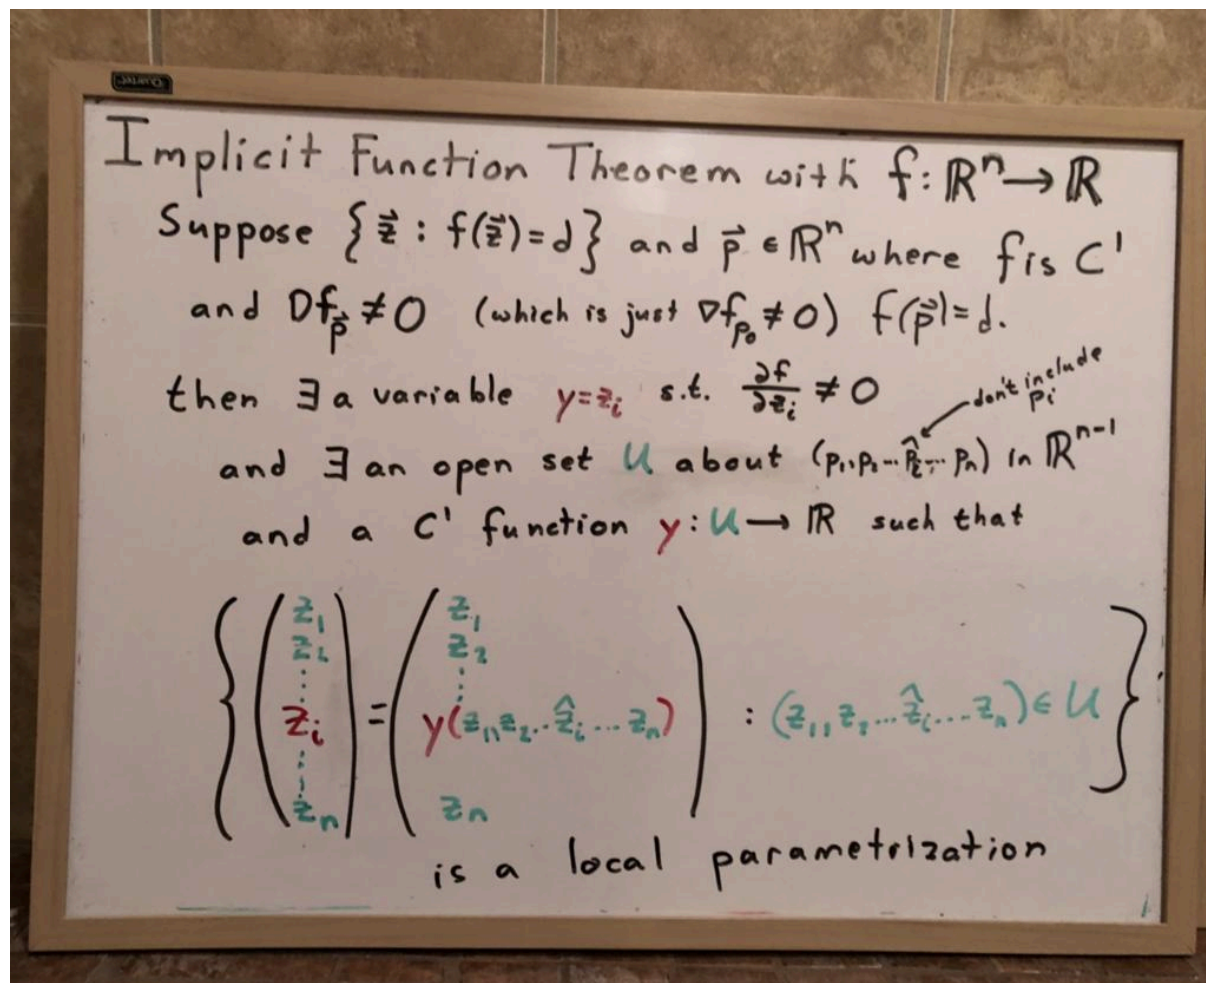 Quartet
Implicit Function Theorem with f: ℝⁿ → ℝ
Suppose {z⃗ : f(z⃗) = d} and p⃗ ∈ ℝⁿ where f is C¹
and Df_p⃗ ≠ 0 (which is just ∇f_p₀ ≠ 0) f(p⃗) = d.
then ∃ a variable y = zᵢ s.t. ∂f/∂zᵢ ≠ 0
don't include pᵢ
and ∃ an open set U about (p₁, p₂ ... p̂ᵢ ... pₙ) in ℝⁿ⁻¹
and a C¹ function y : U → ℝ such that
{ ( z₁ z₂ ⋮ zᵢ ⋮ zₙ ) = ( z₁ z₂ ⋮ y(z₁, z₂ ... ẑᵢ ... zₙ) zₙ ) : (z₁, z₂ ... ẑᵢ ... zₙ) ∈ U }
is a local parametrization